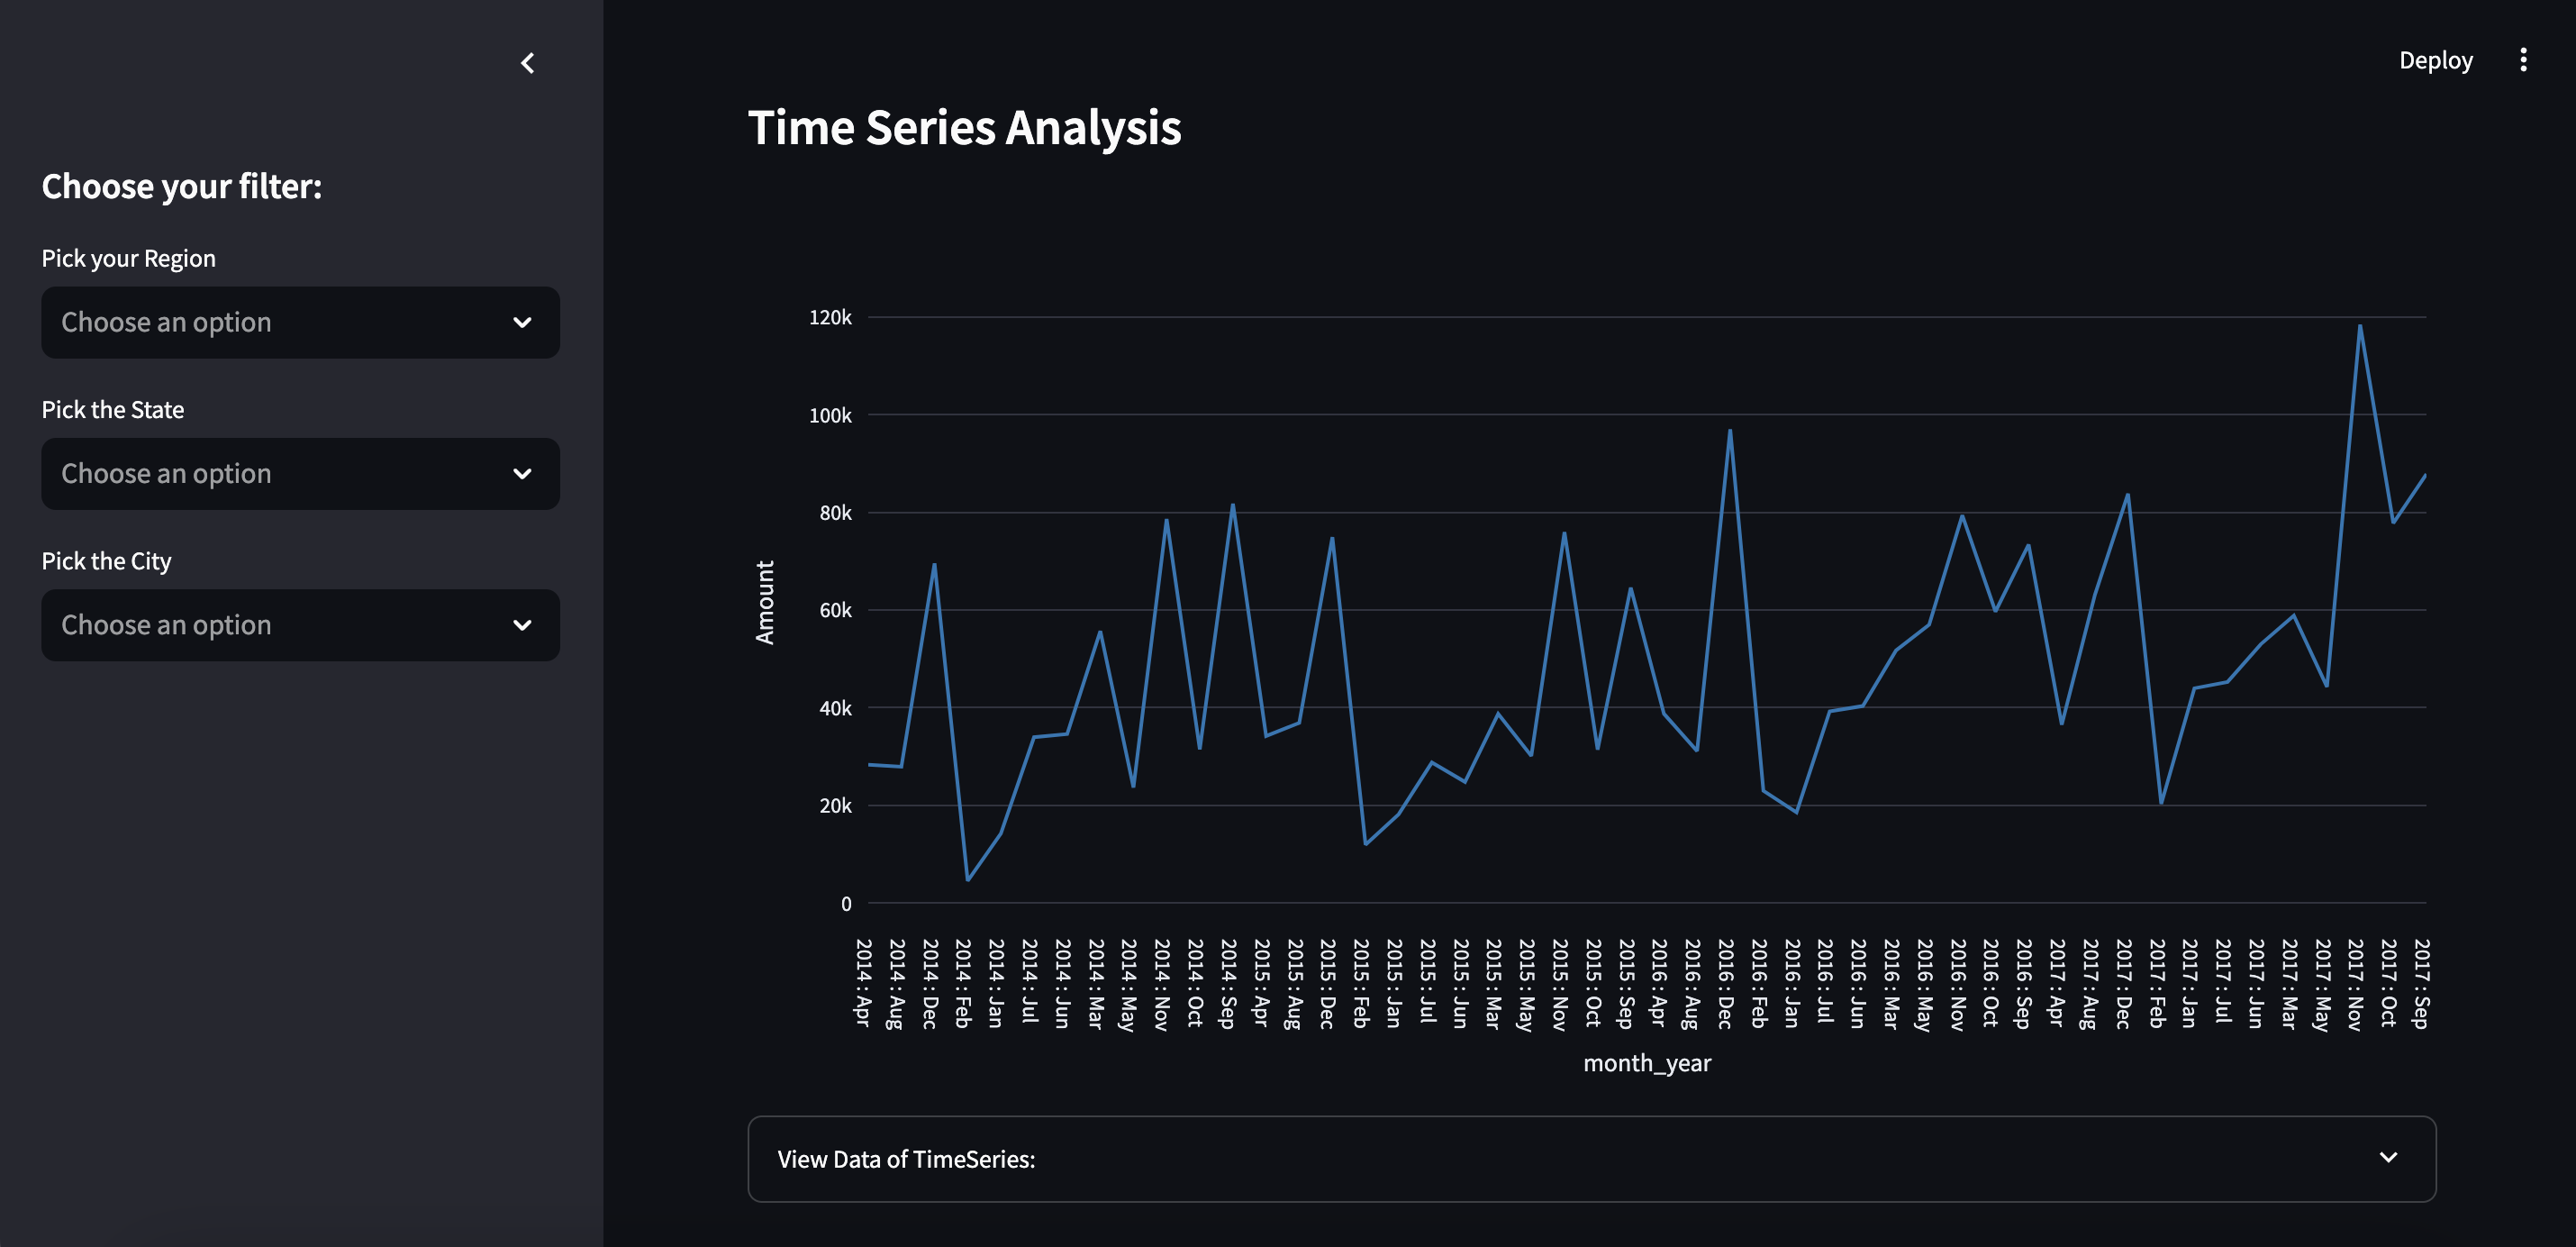 Deploy
Time Series Analysis
Choose your filter:
Pick your Region
Choose an option
Pick the State
Choose an option
Pick the City
Choose an option
120k
100k
80k
60k
40k
20k
0
Amount
2014 : Apr
2014 : Aug
2014 : Dec
2014 : Feb
2014 : Jan
2014 : Jul
2014 : Jun
2014 : Mar
2014 : May
2014 : Nov
2014 : Oct
2014 : Sep
2015 : Apr
2015 : Aug
2015 : Dec
2015 : Feb
2015 : Jan
2015 : Jul
2015 : Jun
2015 : Mar
2015 : May
2015 : Nov
2015 : Oct
2015 : Sep
2016 : Apr
2016 : Aug
2016 : Dec
2016 : Feb
2016 : Jan
2016 : Jul
2016 : Jun
2016 : Mar
2016 : May
2016 : Nov
2016 : Oct
2016 : Sep
2017 : Apr
2017 : Aug
2017 : Dec
2017 : Feb
2017 : Jan
2017 : Jul
2017 : Jun
2017 : Mar
2017 : May
2017 : Nov
2017 : Oct
2017 : Sep
month_year
View Data of TimeSeries: